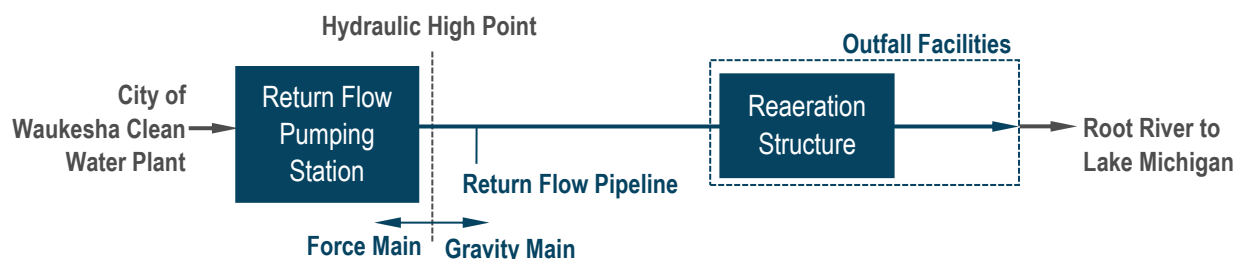 Hydraulic High Point
Outfall Facilities
City of
Waukesha Clean
Water Plant
Return Flow
Pumping
Station
Reaeration
Structure
Root River to
Lake Michigan
Return Flow Pipeline
Force Main
Gravity Main